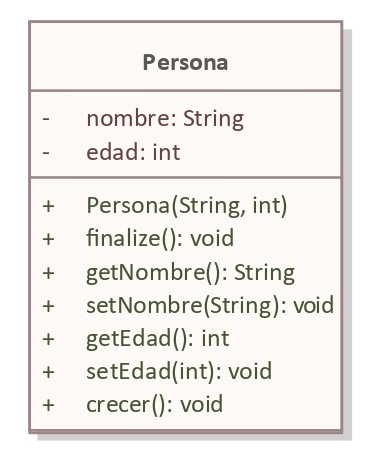 Persona
- nombre: String
- edad: int
+ Persona(String, int)
+ finalize(): void
+ getNombre(): String
+ setNombre(String): void
+ getEdad(): int
+ setEdad(int): void
+ crecer(): void